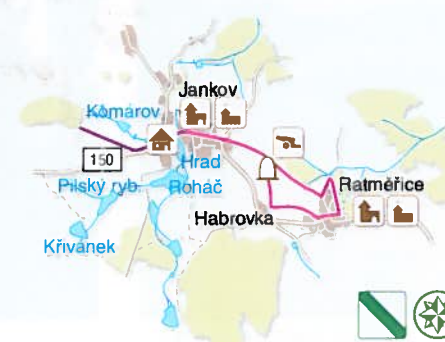 Jankov
Komárov
150
Hrad
Pilský ryb.
Roháč
Ratměřice
Habrovka
Křivánek